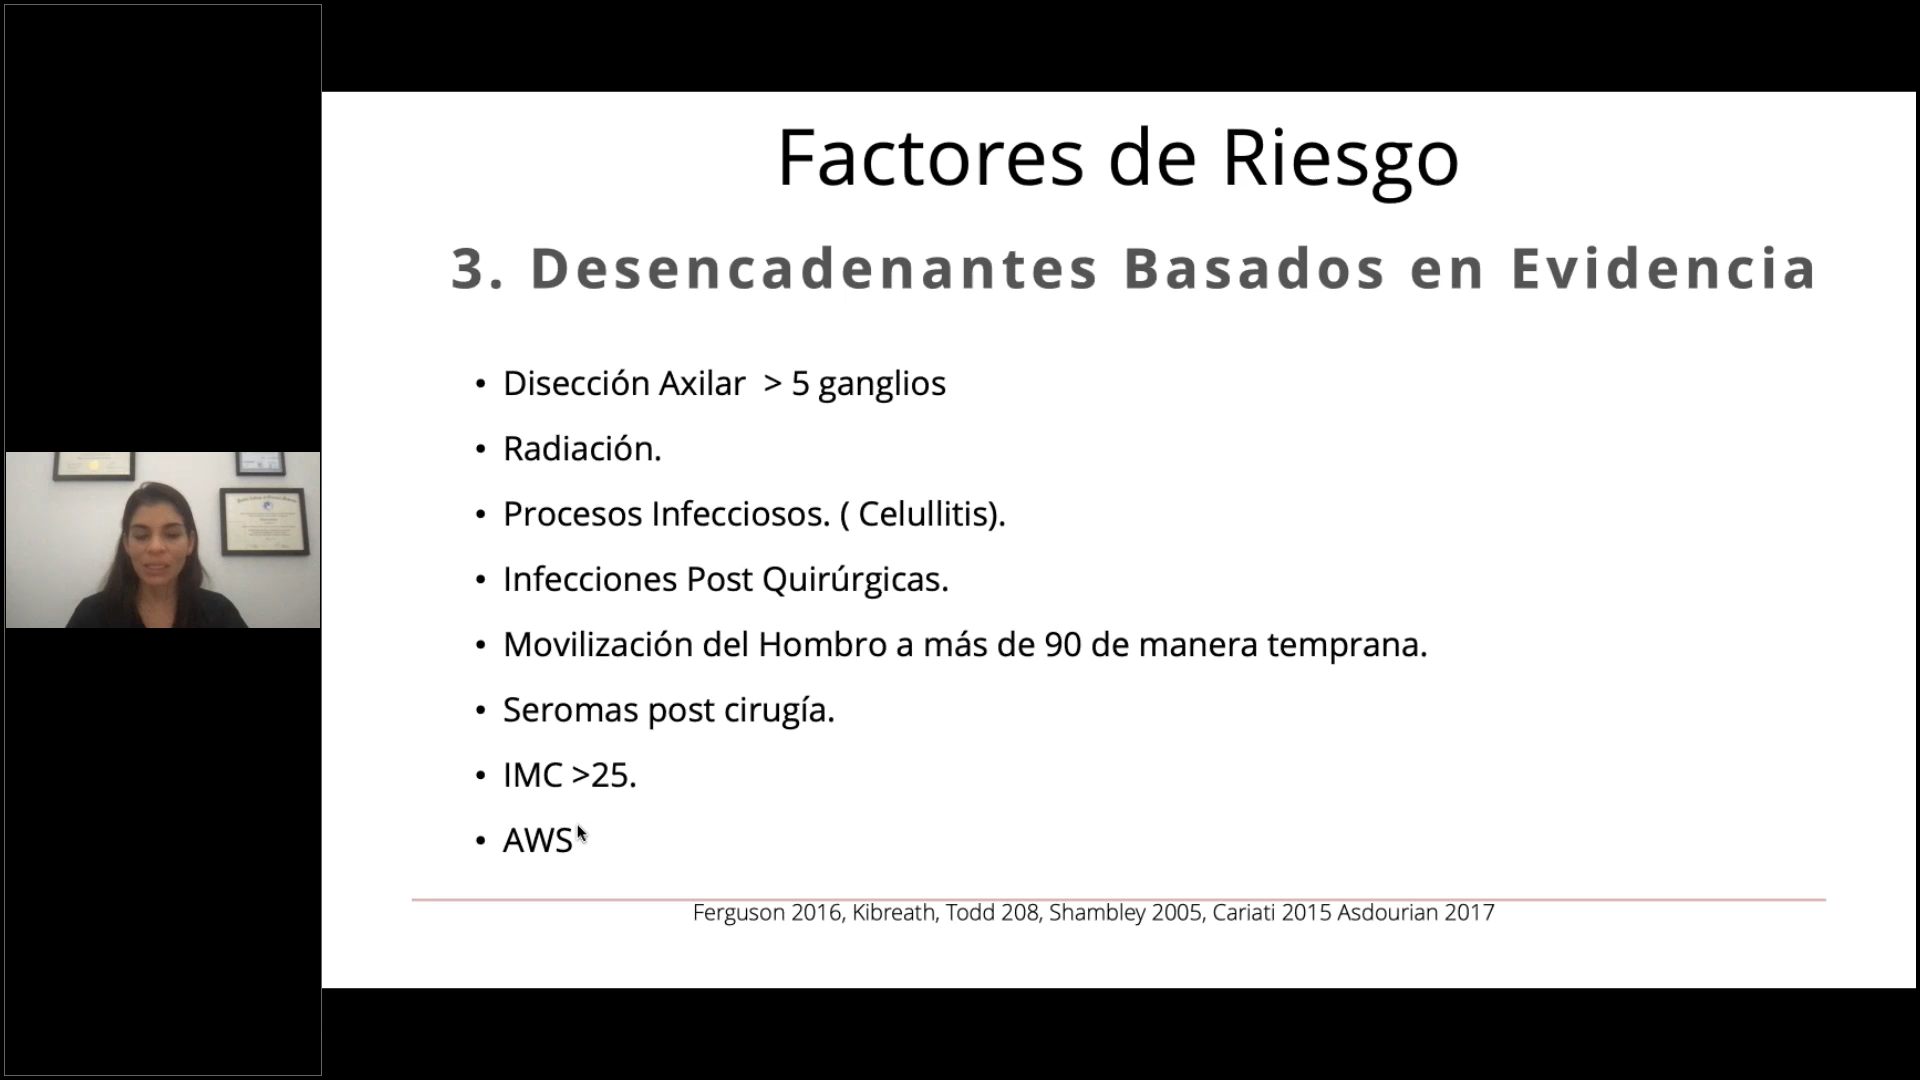 Factores de Riesgo
3. Desencadenantes Basados en Evidencia
• Disección Axilar > 5 ganglios
• Radiación.
• Procesos Infecciosos. ( Celullitis).
• Infecciones Post Quirúrgicas.
• Movilización del Hombro a más de 90 de manera temprana.
• Seromas post cirugía.
• IMC >25.
• AWS
Ferguson 2016, Kibreath, Todd 208, Shambley 2005, Cariati 2015 Asdourian 2017